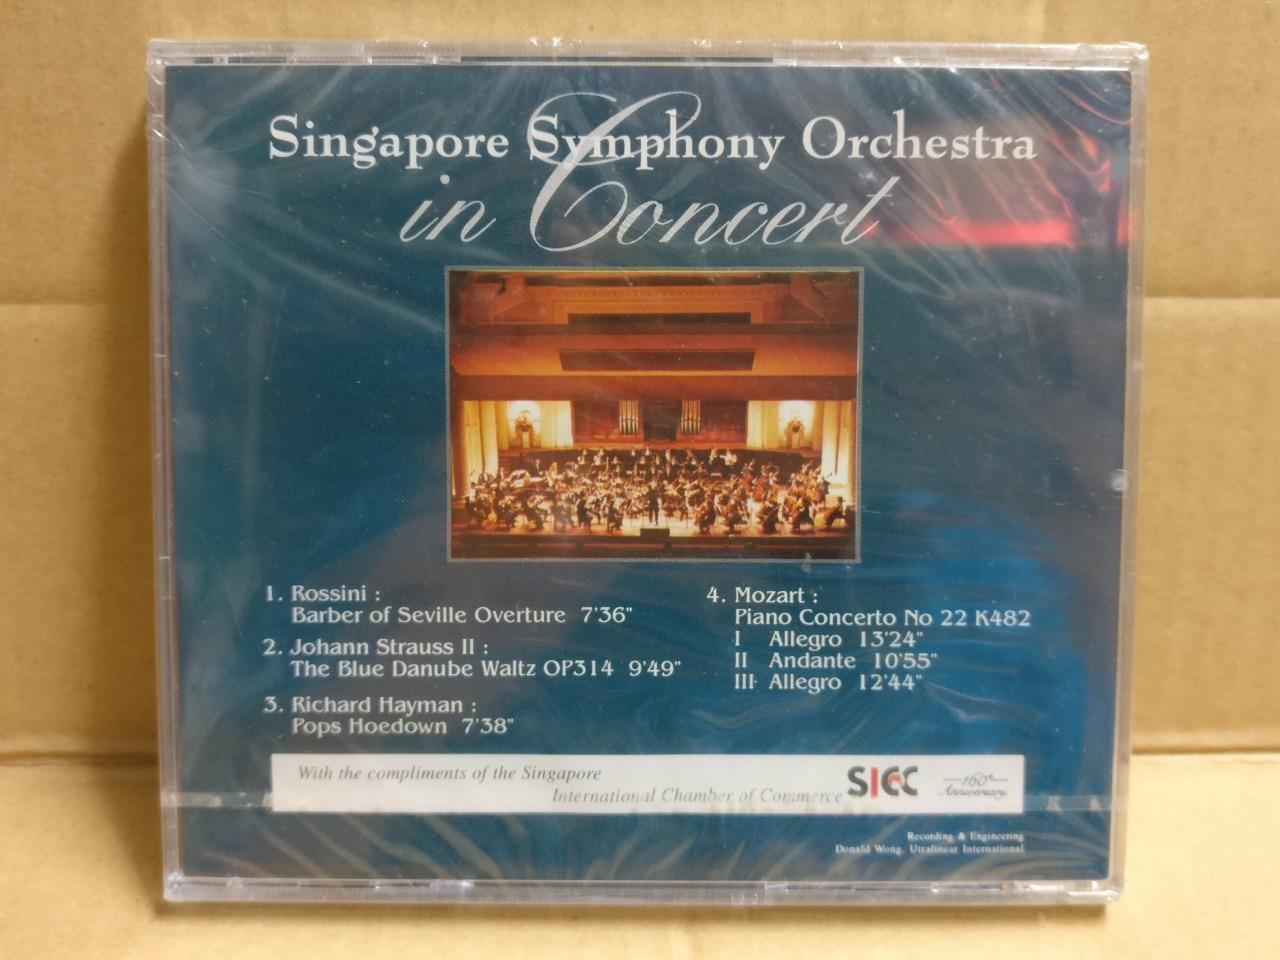 Singapore Symphony Orchestra
in Concert
1. Rossini :
Barber of Seville Overture 7'36"
2. Johann Strauss II :
The Blue Danube Waltz OP314 9'49"
3. Richard Hayman :
Pops Hoedown 7'38"
4. Mozart :
Piano Concerto No 22 K482
I Allegro 13'24"
II Andante 10'55"
III Allegro 12'44"
With the compliments of the Singapore
International Chamber of Commerce
SICC
160th
Anniversary
Recording & Engineering
Donald Wong, Utralinear International